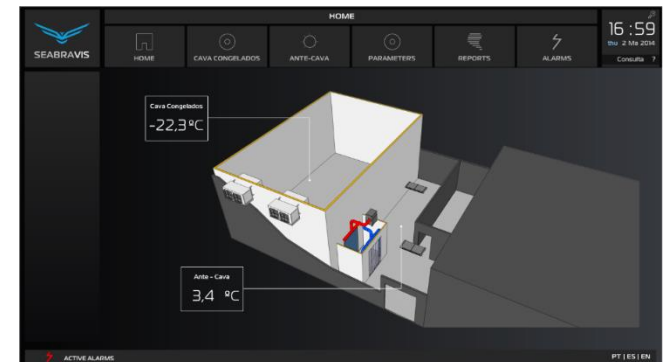 HOME
16:59
thu 2 Ma 2014
Consulta ?
SEABRAVIS
HOME
CAVA CONGELADOS
ANTE-CAVA
PARAMETERS
REPORTS
ALARMS
Cava Congelados
-22,3ºC
Ante - Cava
3,4 ºC
ACTIVE ALARMS
PT | ES | EN